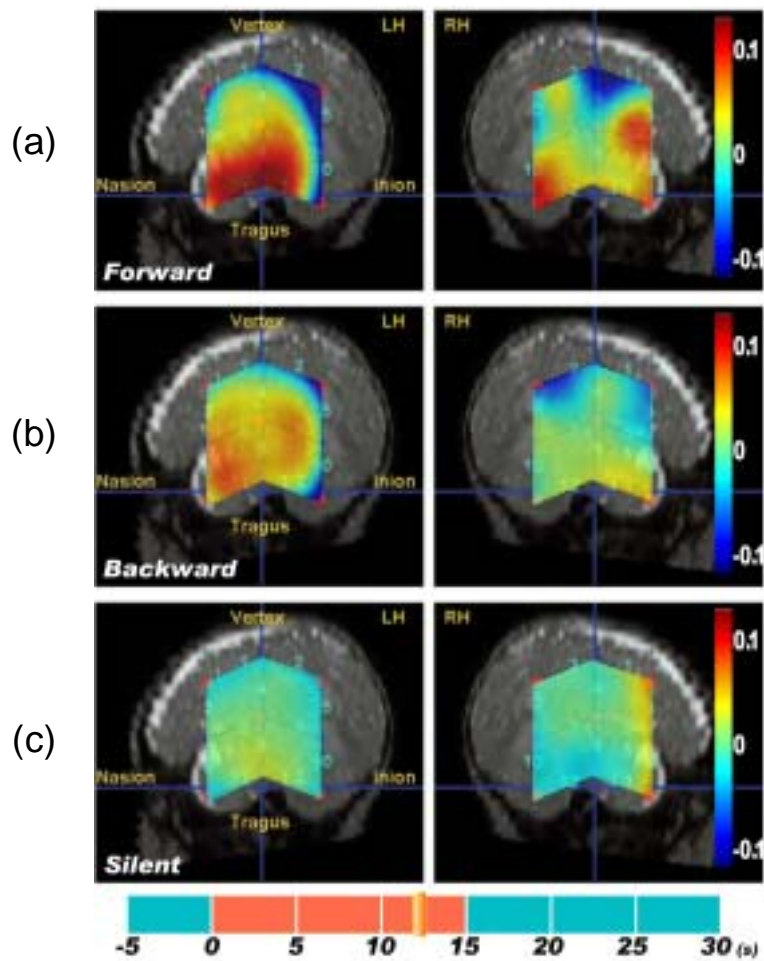 (a)
Vertex LH
Nasion Inion
Tragus
Forward
RH
0.1
0
-0.1
(b)
Vertex LH
Nasion Inion
Tragus
Backward
RH
0.1
0
-0.1
(c)
Vertex LH
Nasion Inion
Tragus
Silent
RH
0.1
0
-0.1
-5 0 5 10 15 20 25 30 (s)